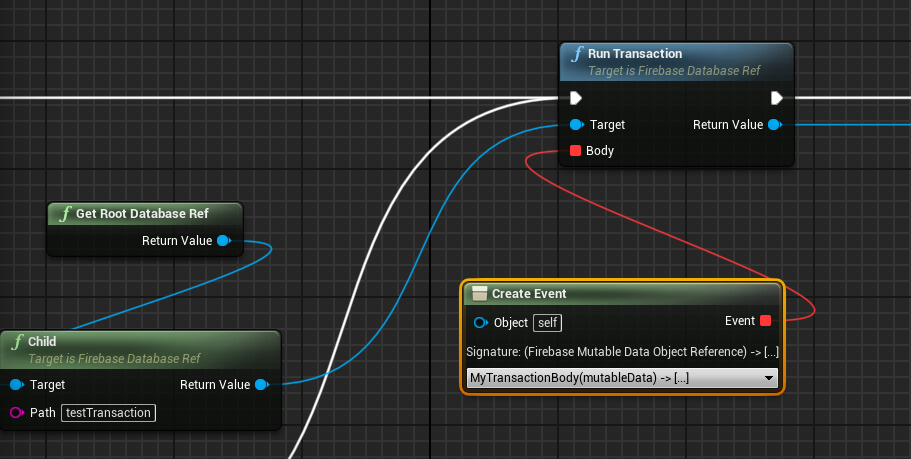 Run Transaction
Target is Firebase Database Ref
Target Return Value
Body
Get Root Database Ref
Return Value
Create Event
Object self Event
Signature: (Firebase Mutable Data Object Reference) -> [...]
MyTransactionBody(mutableData) -> [...]
Child
Target is Firebase Database Ref
Target Return Value
Path testTransaction